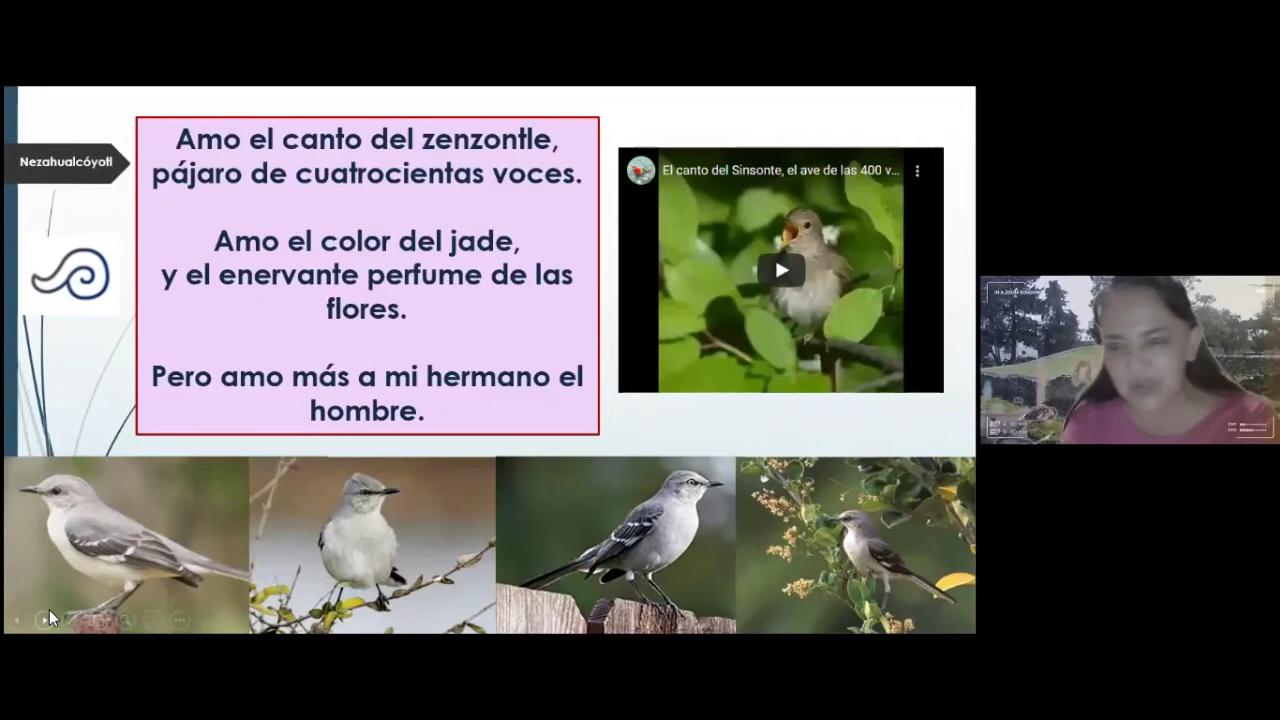 Nezahualcóyotl
Amo el canto del zenzontle,
pájaro de cuatrocientas voces.
Amo el color del jade,
y el enervante perfume de las
flores.
Pero amo más a mi hermano el
hombre.
El canto del Sinsonte, el ave de las 400 v...